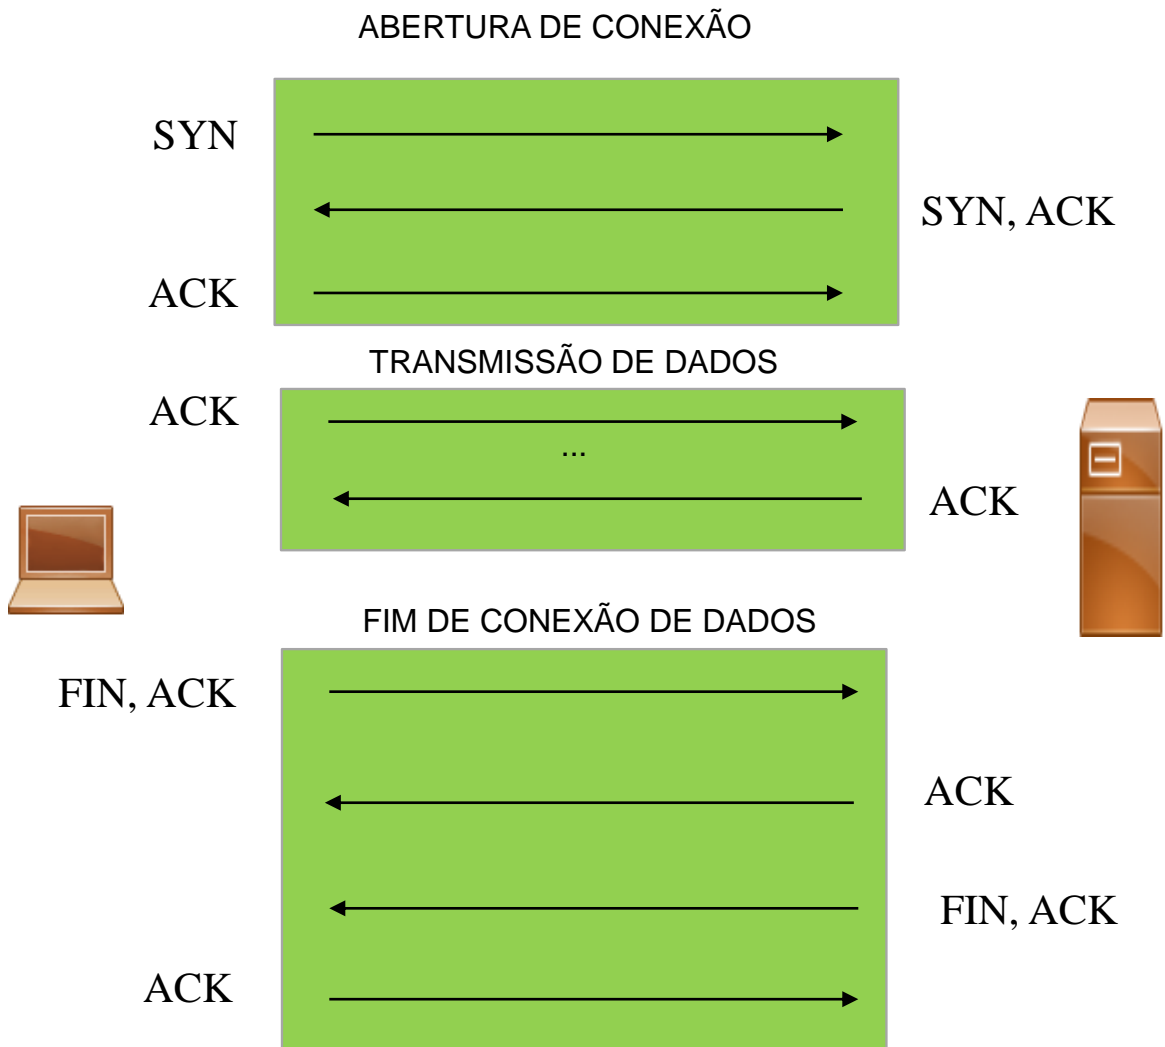 ABERTURA DE CONEXÃO
SYN
SYN, ACK
ACK
TRANSMISSÃO DE DADOS
ACK
...
ACK
FIM DE CONEXÃO DE DADOS
FIN, ACK
ACK
FIN, ACK
ACK